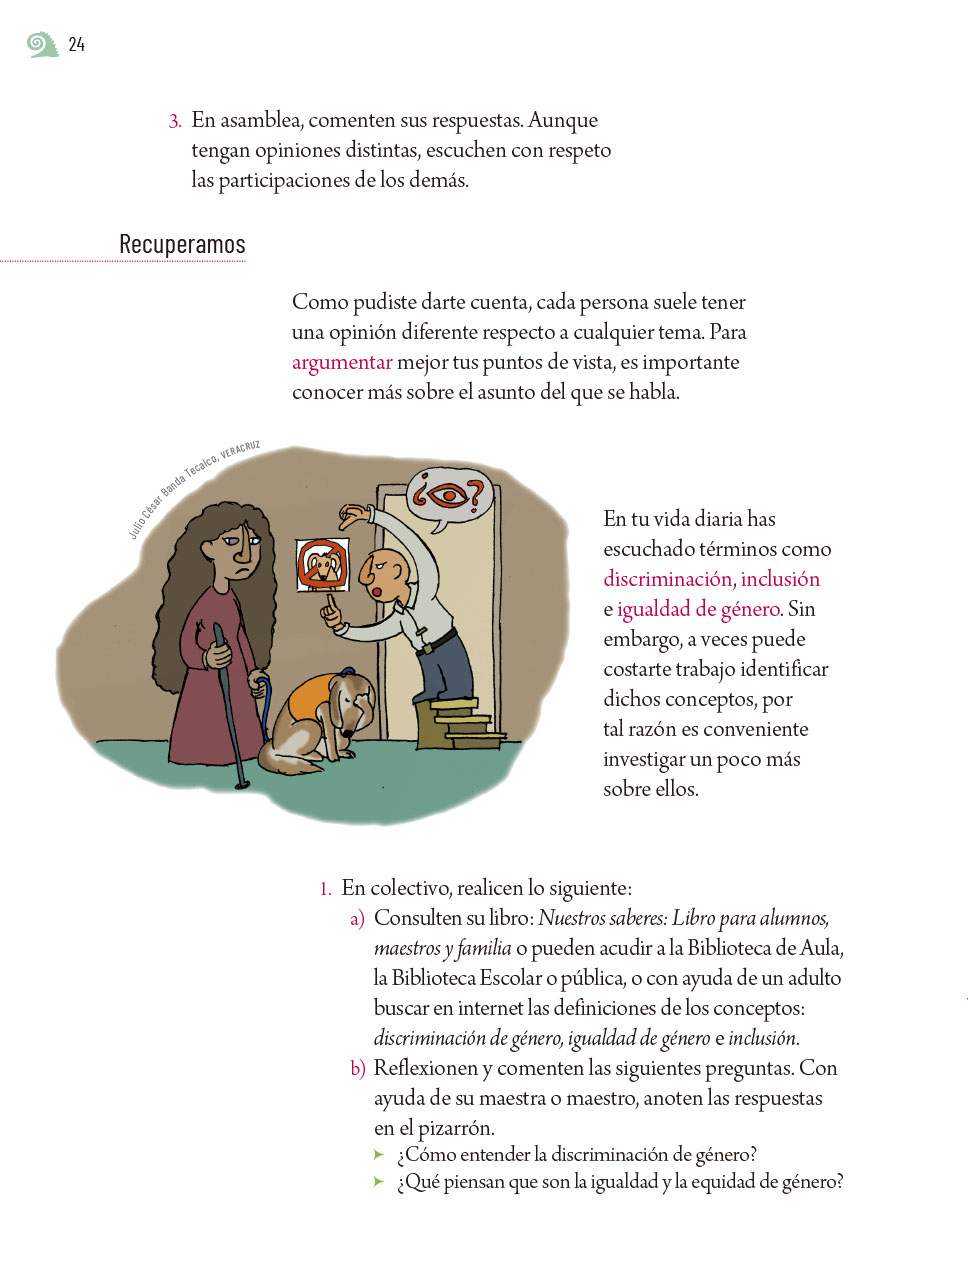 24
3. En asamblea, comenten sus respuestas. Aunque
tengan opiniones distintas, escuchen con respeto
las participaciones de los demás.
Recuperamos
Como pudiste darte cuenta, cada persona suele tener
una opinión diferente respecto a cualquier tema. Para
argumentar mejor tus puntos de vista, es importante
conocer más sobre el asunto del que se habla.
Julio César Banda Tecalco, VERACRUZ
¿ ?
En tu vida diaria has
escuchado términos como
discriminación, inclusión
e igualdad de género. Sin
embargo, a veces puede
costarte trabajo identificar
dichos conceptos, por
tal razón es conveniente
investigar un poco más
sobre ellos.
1. En colectivo, realicen lo siguiente:
a) Consulten su libro: Nuestros saberes: Libro para alumnos,
maestros y familia o pueden acudir a la Biblioteca de Aula,
la Biblioteca Escolar o pública, o con ayuda de un adulto
buscar en internet las definiciones de los conceptos:
discriminación de género, igualdad de género e inclusión.
b) Reflexionen y comenten las siguientes preguntas. Con
ayuda de su maestra o maestro, anoten las respuestas
en el pizarrón.
➤ ¿Cómo entender la discriminación de género?
➤ ¿Qué piensan que son la igualdad y la equidad de género?